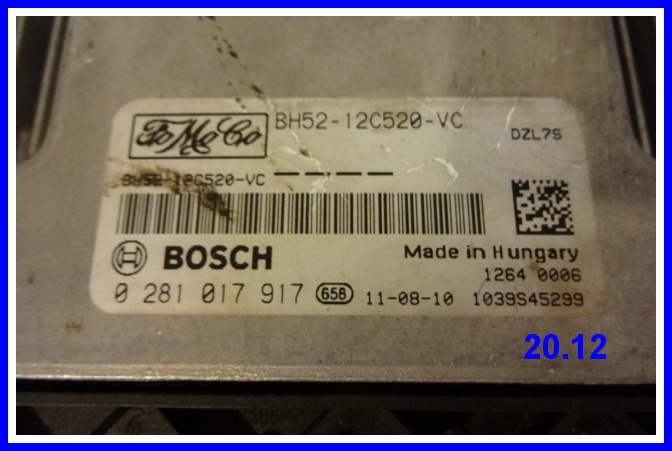 FoMoCo
BH52-12C520-VC
DZL7S
BH52-12C520-VC
BOSCH
Made in Hungary
1264 0006
0 281 017 917 658 11-08-10 1039S45299
20.12